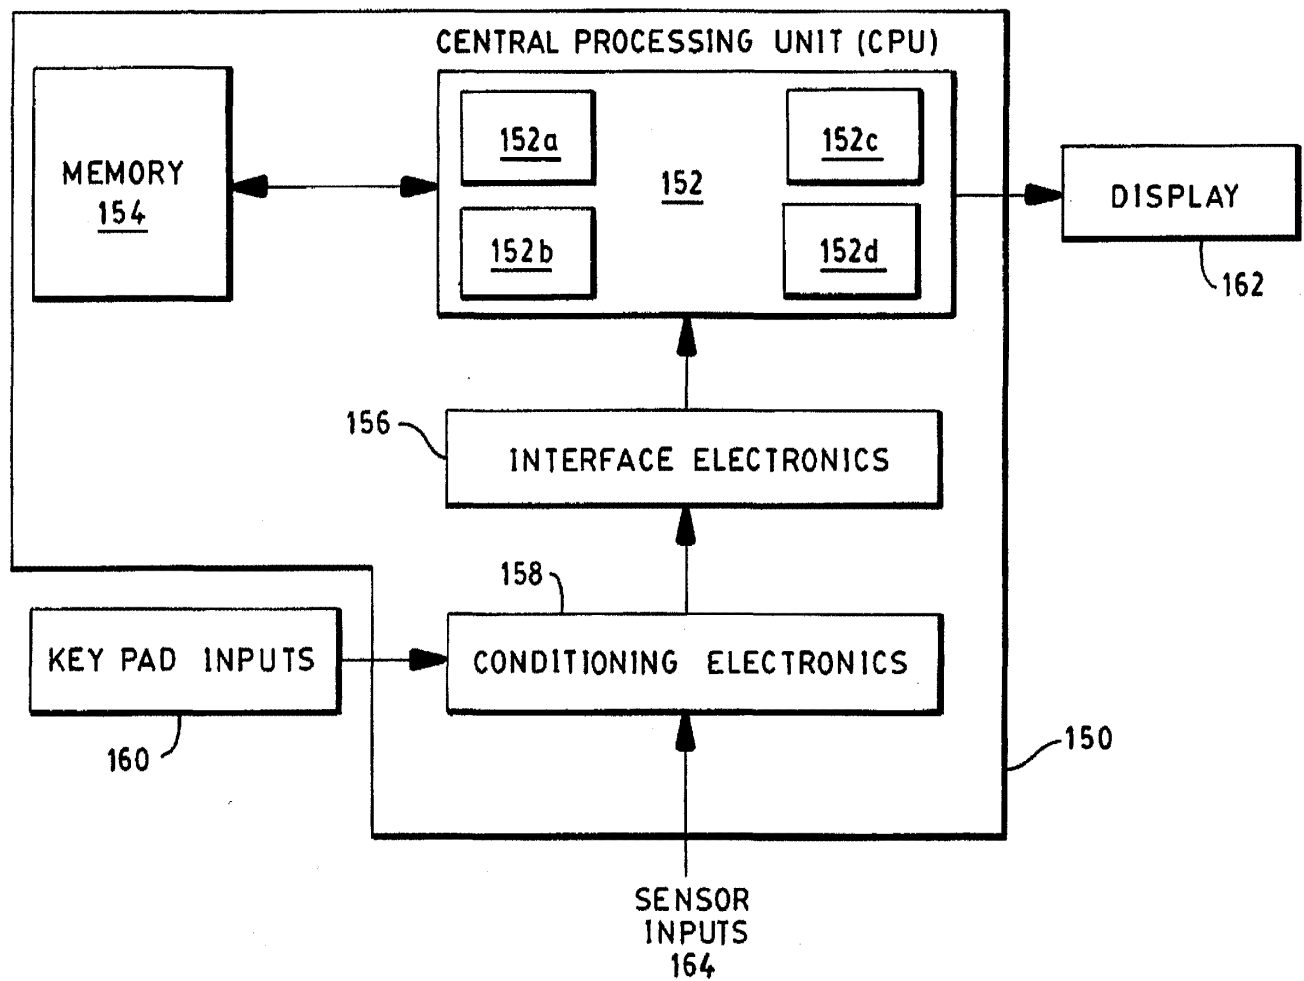 CENTRAL PROCESSING UNIT (CPU)
MEMORY
154
152a
152b
152
152c
152d
DISPLAY
162
156
INTERFACE ELECTRONICS
158
KEY PAD INPUTS
160
CONDITIONING ELECTRONICS
150
SENSOR
INPUTS
164